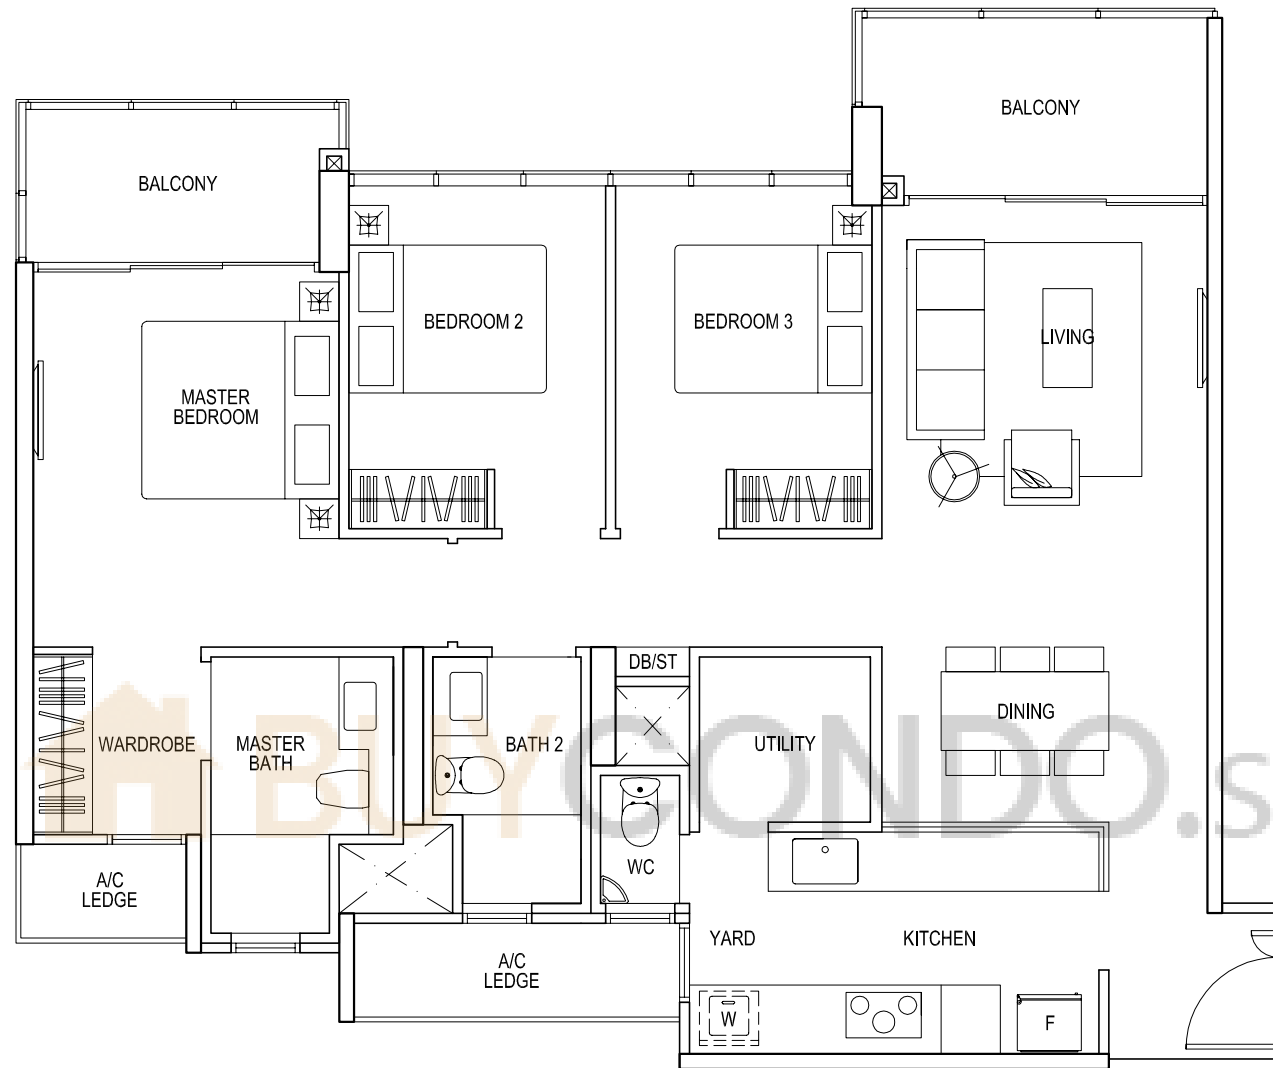 BALCONY
BALCONY
BEDROOM 2
BEDROOM 3
LIVING
MASTER
BEDROOM
DB/ST
DINING
WARDROBE
MASTER
BATH
BATH 2
UTILITY
BUYCONDO.s
WC
A/C
LEDGE
YARD
KITCHEN
A/C
LEDGE
W
F